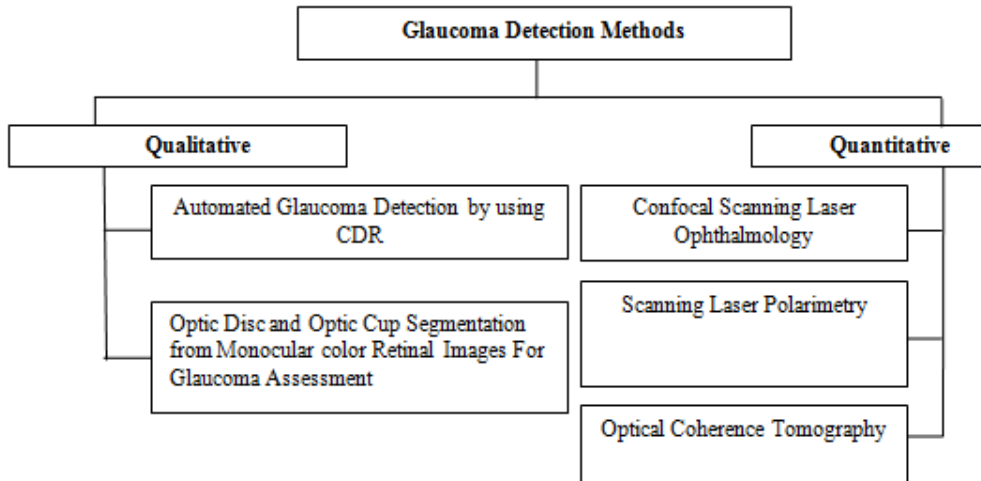 Glaucoma Detection Methods
Qualitative
Quantitative
Automated Glaucoma Detection by using
CDR
Optic Disc and Optic Cup Segmentation
from Monocular color Retinal Images For
Glaucoma Assessment
Confocal Scanning Laser
Ophthalmology
Scanning Laser Polarimetry
Optical Coherence Tomography